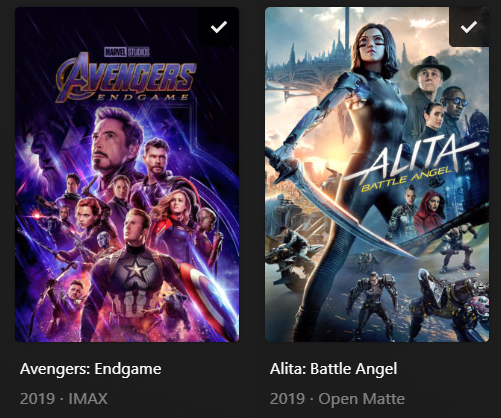 MARVEL STUDIOS
AVENGERS
ENDGAME
ALITA
BATTLE ANGEL
Avengers: Endgame
2019 · IMAX
Alita: Battle Angel
2019 · Open Matte